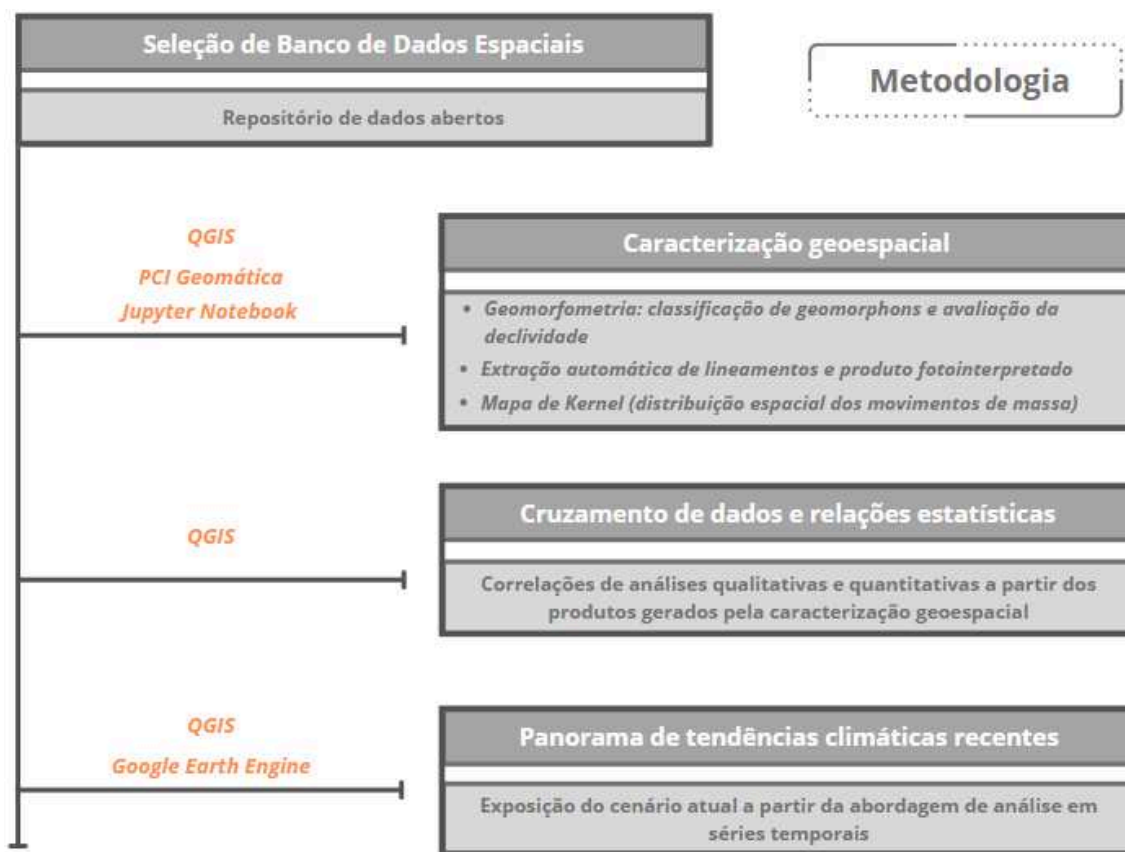 Seleção de Banco de Dados Espaciais
Repositório de dados abertos
Metodologia
QGIS
PCI Geomática
Jupyter Notebook
Caracterização geoespacial
• Geomorfometria: classificação de geomorphons e avaliação da
declividade
• Extração automática de lineamentos e produto fotointerpretado
• Mapa de Kernel (distribuição espacial dos movimentos de massa)
QGIS
Cruzamento de dados e relações estatísticas
Correlações de análises qualitativas e quantitativas a partir dos
produtos gerados pela caracterização geoespacial
QGIS
Google Earth Engine
Panorama de tendências climáticas recentes
Exposição do cenário atual a partir da abordagem de análise em
séries temporais